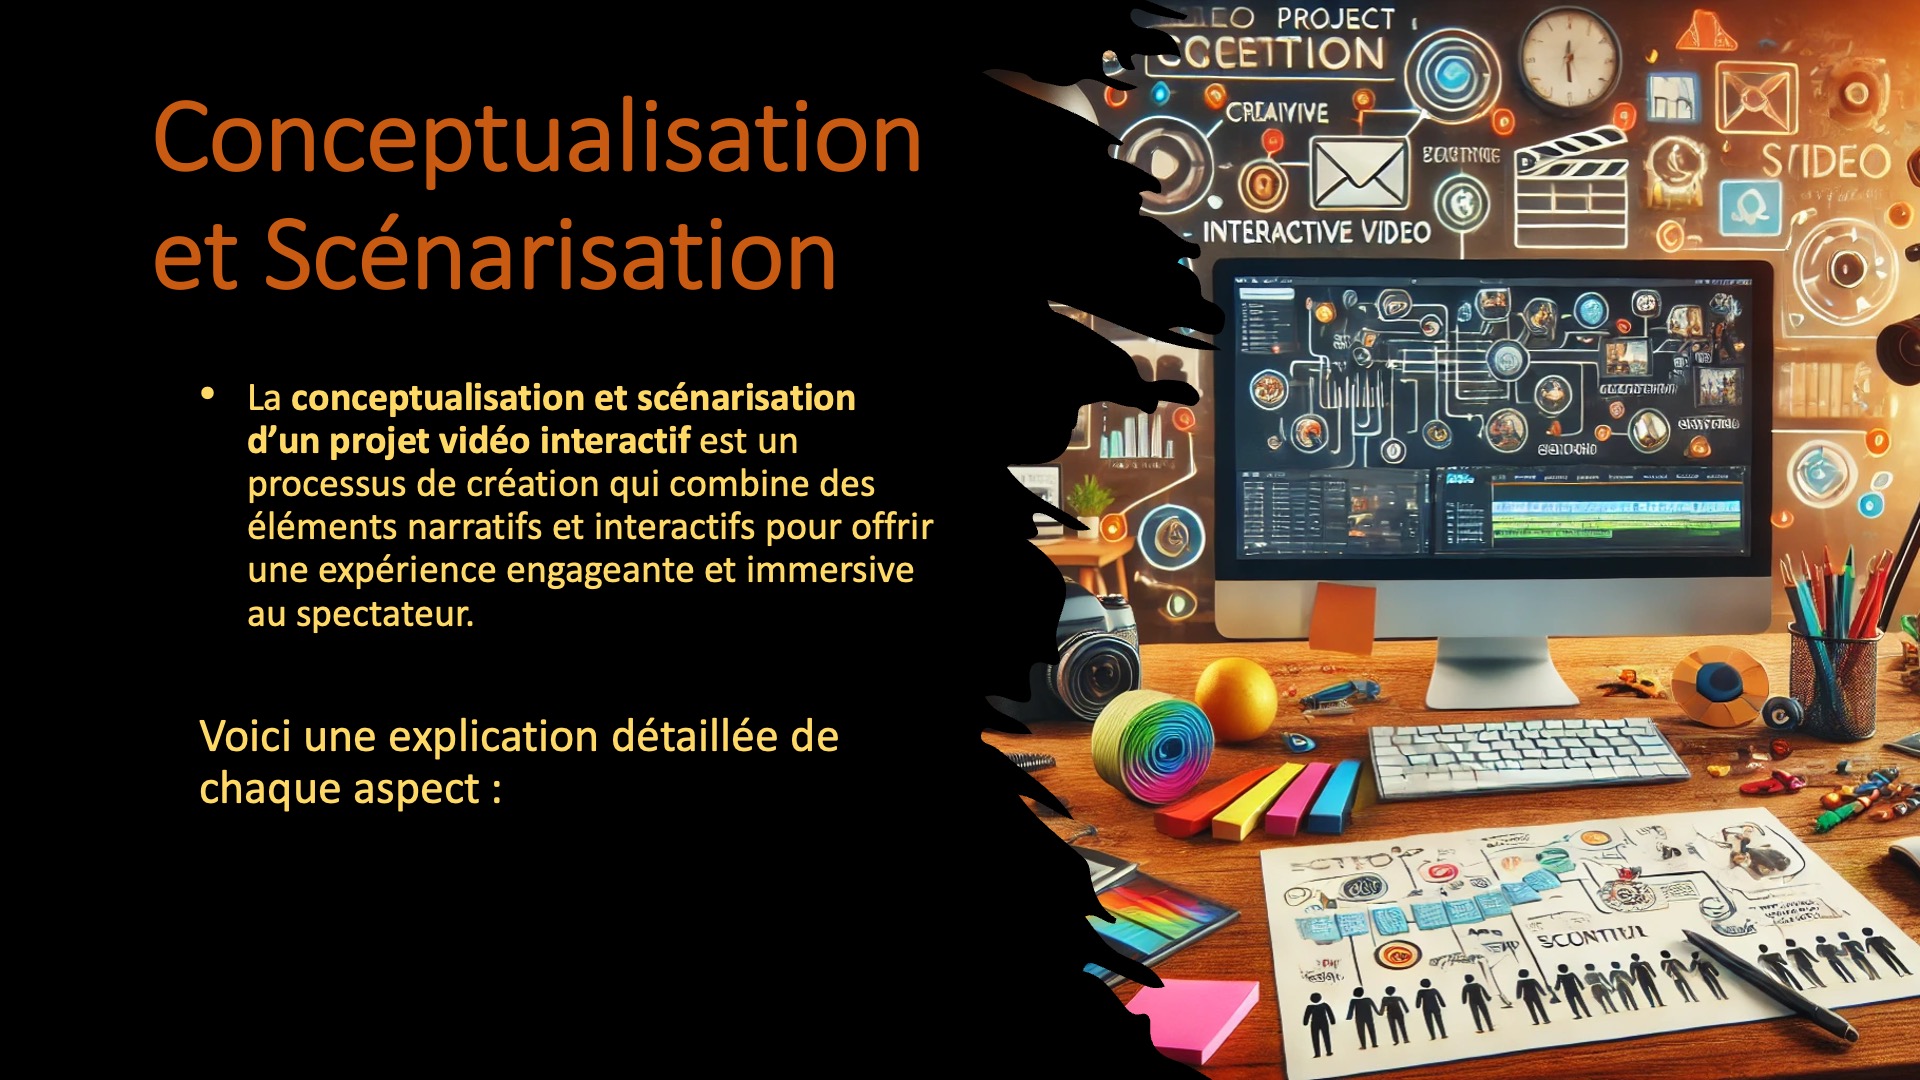 Conceptualisation
et Scénarisation
• La conceptualisation et scénarisation
d’un projet vidéo interactif est un
processus de création qui combine des
éléments narratifs et interactifs pour offrir
une expérience engageante et immersive
au spectateur.
Voici une explication détaillée de
chaque aspect :
PROJECT
INTERACTIVE VIDEO